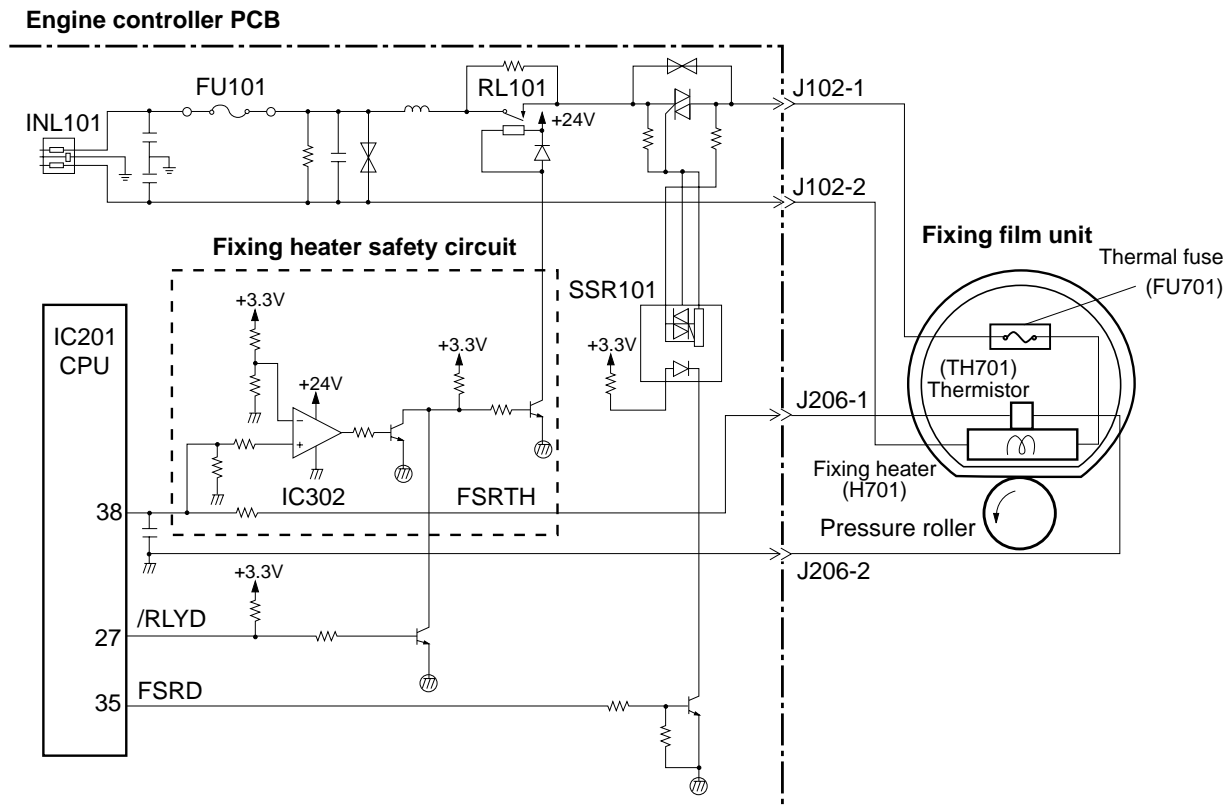 Engine controller PCB
FU101
RL101
J102-1
INL101
+24V
J102-2
Fixing heater safety circuit
Fixing film unit
Thermal fuse
(FU701)
SSR101
+3.3V
IC201
CPU
+3.3V
+3.3V
+24V
(TH701)
Thermistor
J206-1
−
+
IC302
FSRTH
Fixing heater
(H701)
38
Pressure roller
J206-2
+3.3V
/RLYD
27
FSRD
35